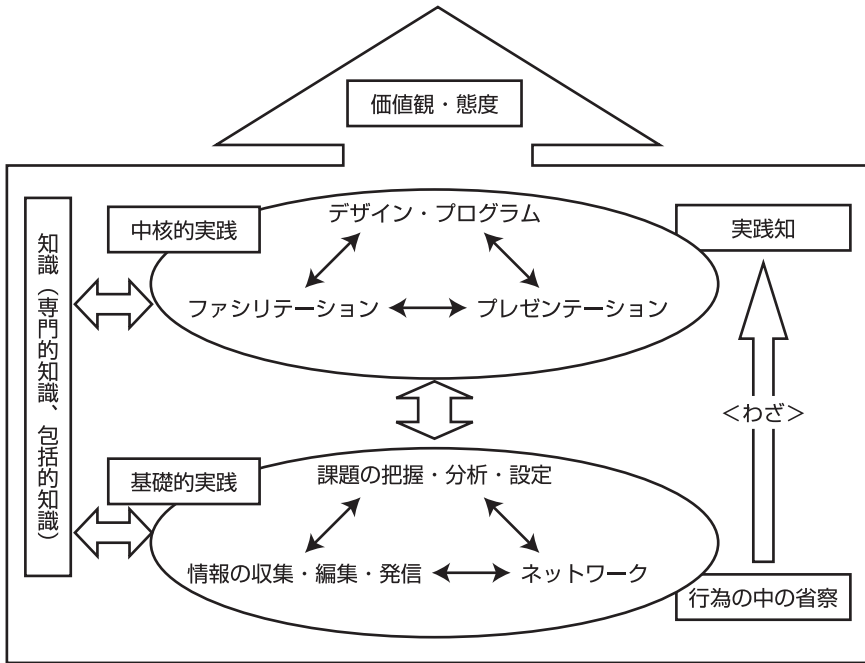 価値観・態度
中核的実践
デザイン・プログラム
実践知
ファシリテーション
プレゼンテーション
知識（専門的知識、包括的知識）
＜わざ＞
基礎的実践
課題の把握・分析・設定
情報の収集・編集・発信
ネットワーク
行為の中の省察